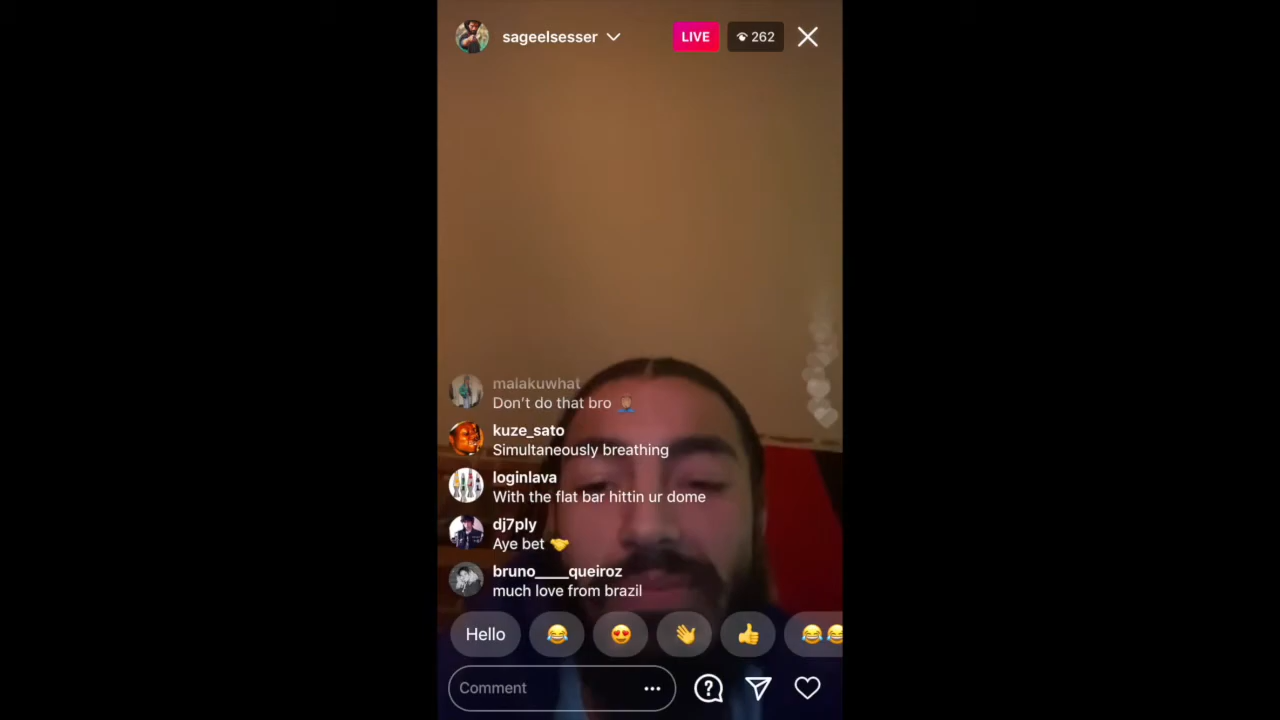 sageelsesser
LIVE
262
malakuwhat
Don't do that bro
kuze_sato
Simultaneously breathing
loginlava
With the flat bar hittin ur dome
dj7ply
Aye bet
bruno____queiroz
much love from brazil
Hello
Comment